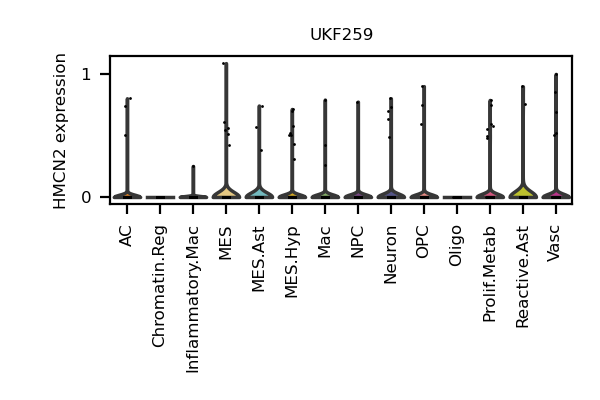 UKF259
HMCN2 expression
1
0
AC
Chromatin.Reg
Inflammatory.Mac
MES
MES.Ast
MES.Hyp
Mac
NPC
Neuron
OPC
Oligo
Prolif.Metab
Reactive.Ast
Vasc